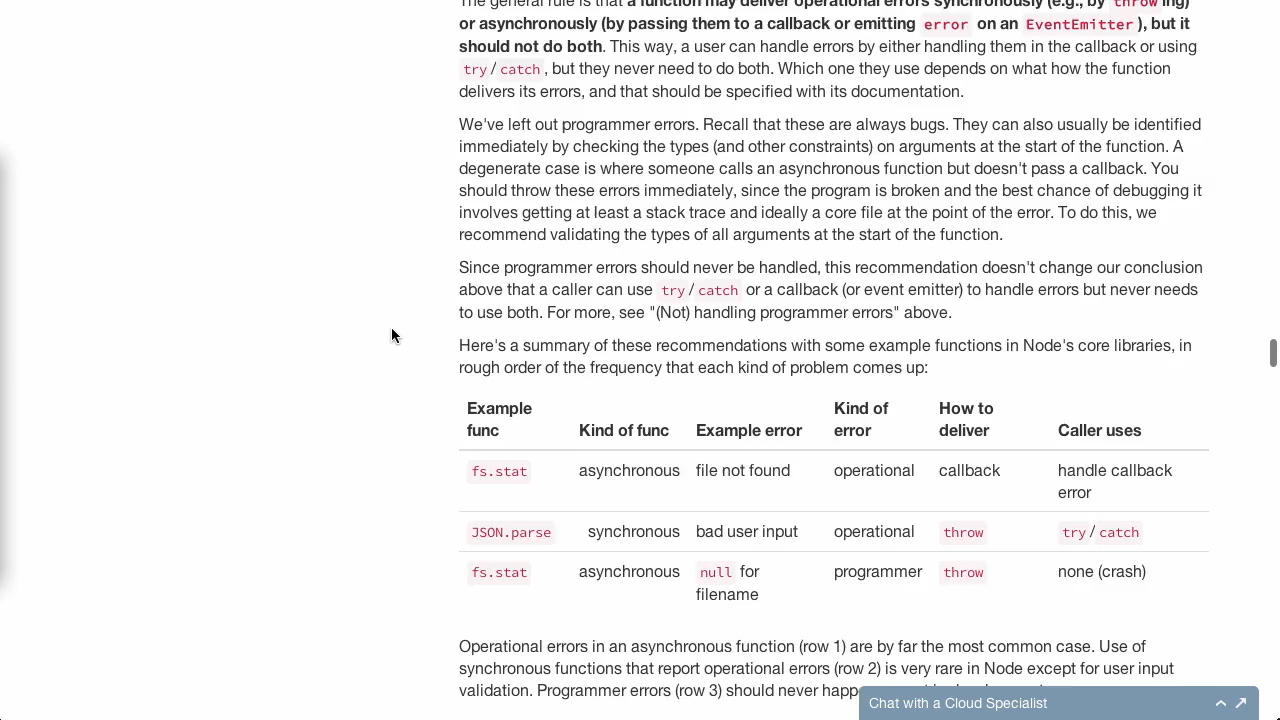 The general rule is that a function may deliver operational errors synchronously (e.g., by throw ing)
or asynchronously (by passing them to a callback or emitting error on an EventEmitter ), but it
should not do both. This way, a user can handle errors by either handling them in the callback or using
try / catch , but they never need to do both. Which one they use depends on what how the function
delivers its errors, and that should be specified with its documentation.
We've left out programmer errors. Recall that these are always bugs. They can also usually be identified
immediately by checking the types (and other constraints) on arguments at the start of the function. A
degenerate case is where someone calls an asynchronous function but doesn't pass a callback. You
should throw these errors immediately, since the program is broken and the best chance of debugging it
involves getting at least a stack trace and ideally a core file at the point of the error. To do this, we
recommend validating the types of all arguments at the start of the function.
Since programmer errors should never be handled, this recommendation doesn't change our conclusion
above that a caller can use try / catch or a callback (or event emitter) to handle errors but never needs
to use both. For more, see "(Not) handling programmer errors" above.
Here's a summary of these recommendations with some example functions in Node's core libraries, in
rough order of the frequency that each kind of problem comes up:
Example func Kind of func Example error Kind of error How to deliver Caller uses
fs.stat asynchronous file not found operational callback handle callback error
JSON.parse synchronous bad user input operational throw try / catch
fs.stat asynchronous null for filename programmer throw none (crash)
Operational errors in an asynchronous function (row 1) are by far the most common case. Use of
synchronous functions that report operational errors (row 2) is very rare in Node except for user input
validation. Programmer errors (row 3) should never
Chat with a Cloud Specialist